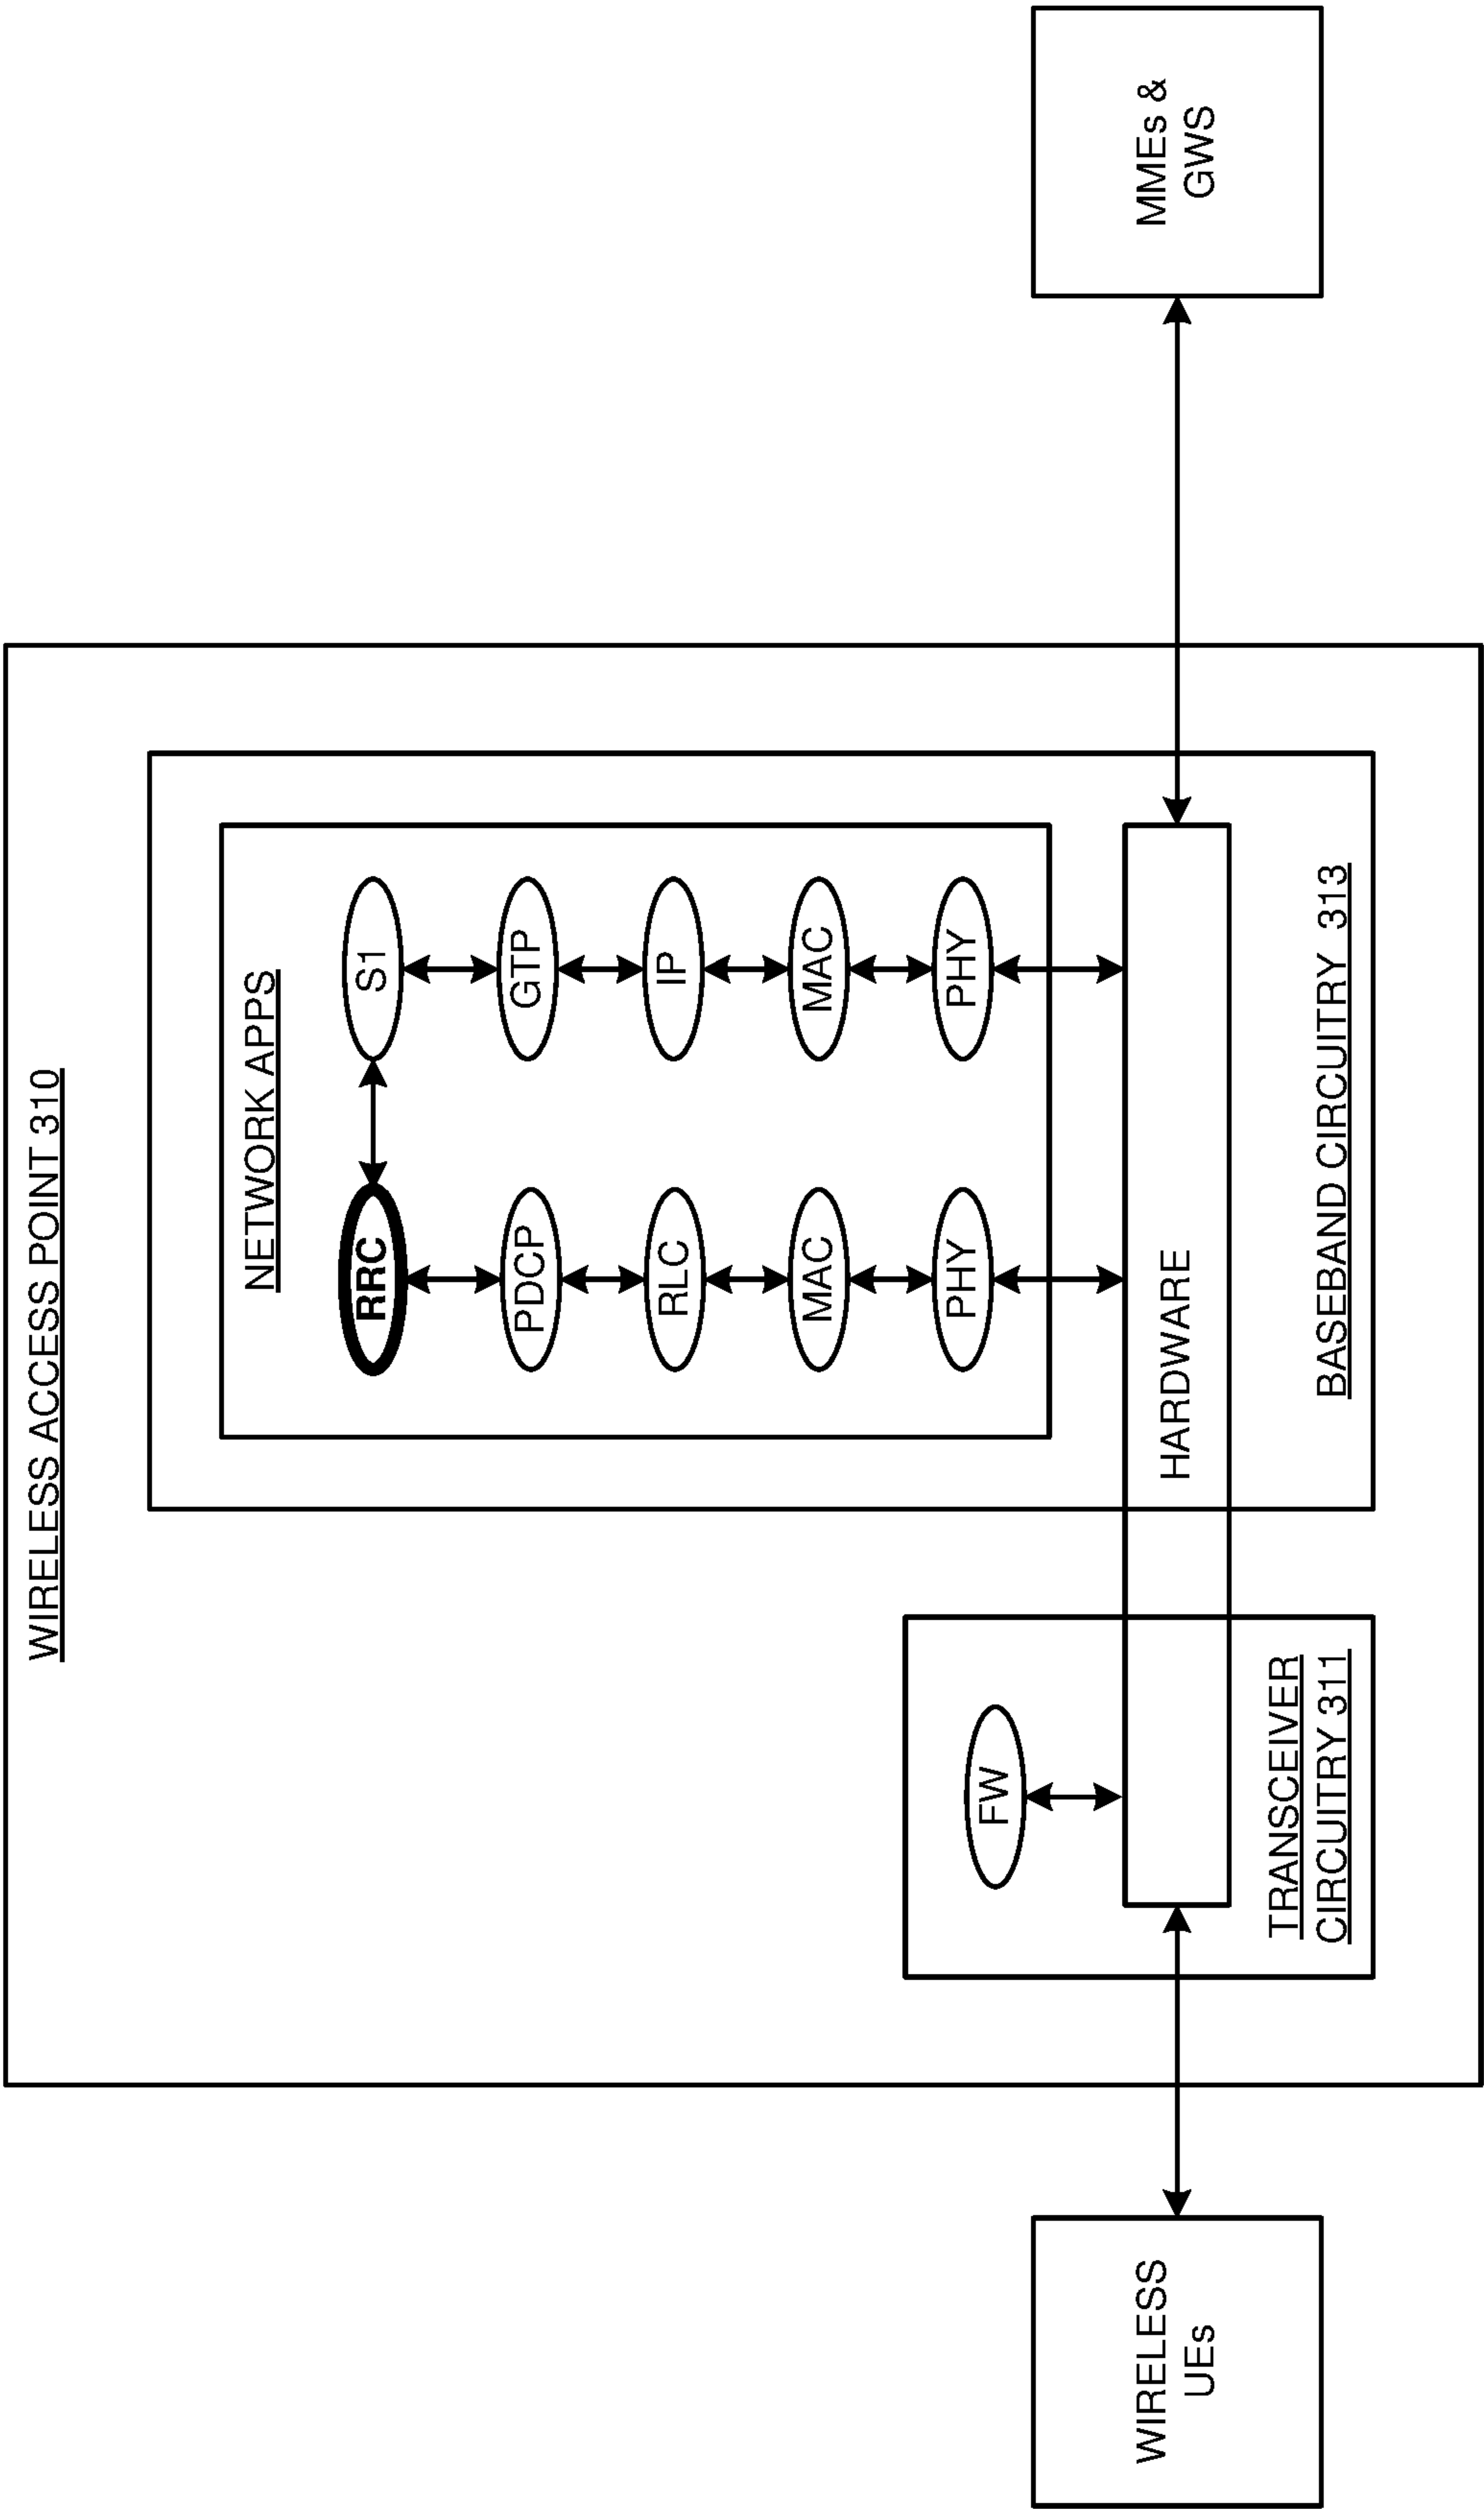 WIRELESS ACCESS POINT 310
NETWORK APPS
RRC
S1
PDCP
GTP
RLC
IP
MAC
MAC
PHY
PHY
FW
HARDWARE
WIRELESS
UEs
MMEs &
GWS
TRANSCEIVER
CIRCUITRY 311
BASEBAND CIRCUITRY 313